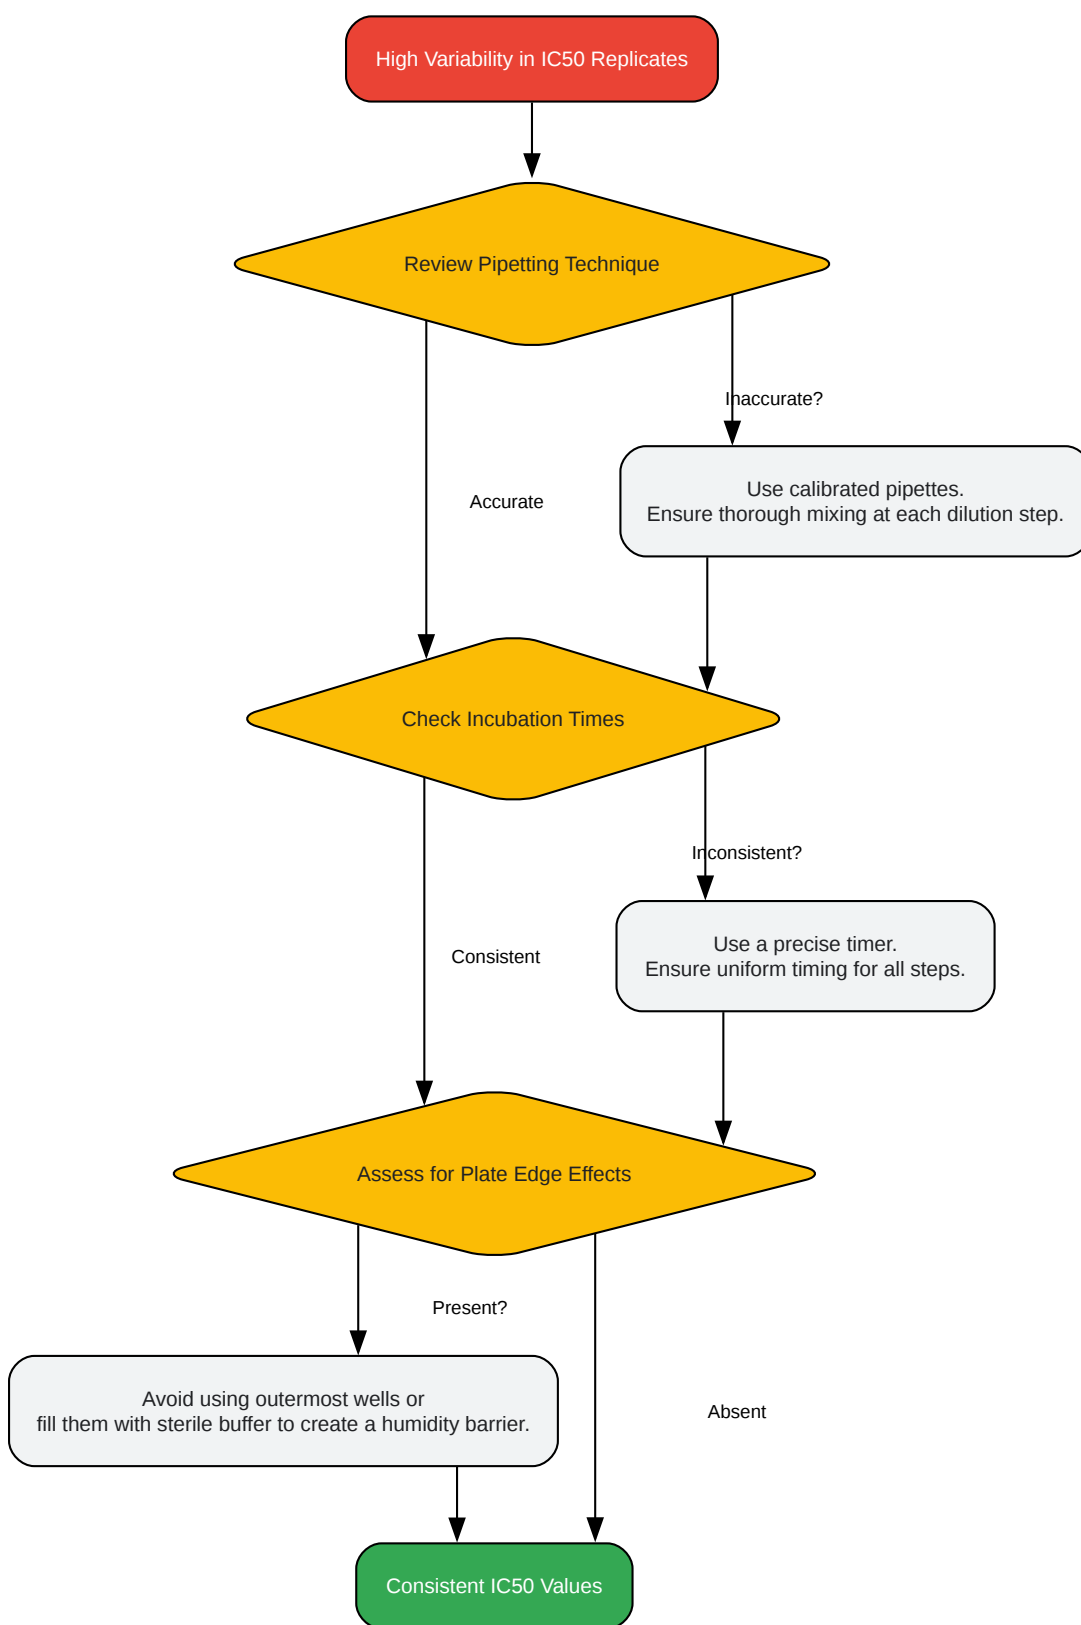 High Variability in IC50 Replicates
Review Pipetting Technique
Inaccurate?
Use calibrated pipettes.
Ensure thorough mixing at each dilution step.
Accurate
Check Incubation Times
Inconsistent?
Use a precise timer.
Ensure uniform timing for all steps.
Consistent
Assess for Plate Edge Effects
Present?
Avoid using outermost wells or
fill them with sterile buffer to create a humidity barrier.
Absent
Consistent IC50 Values